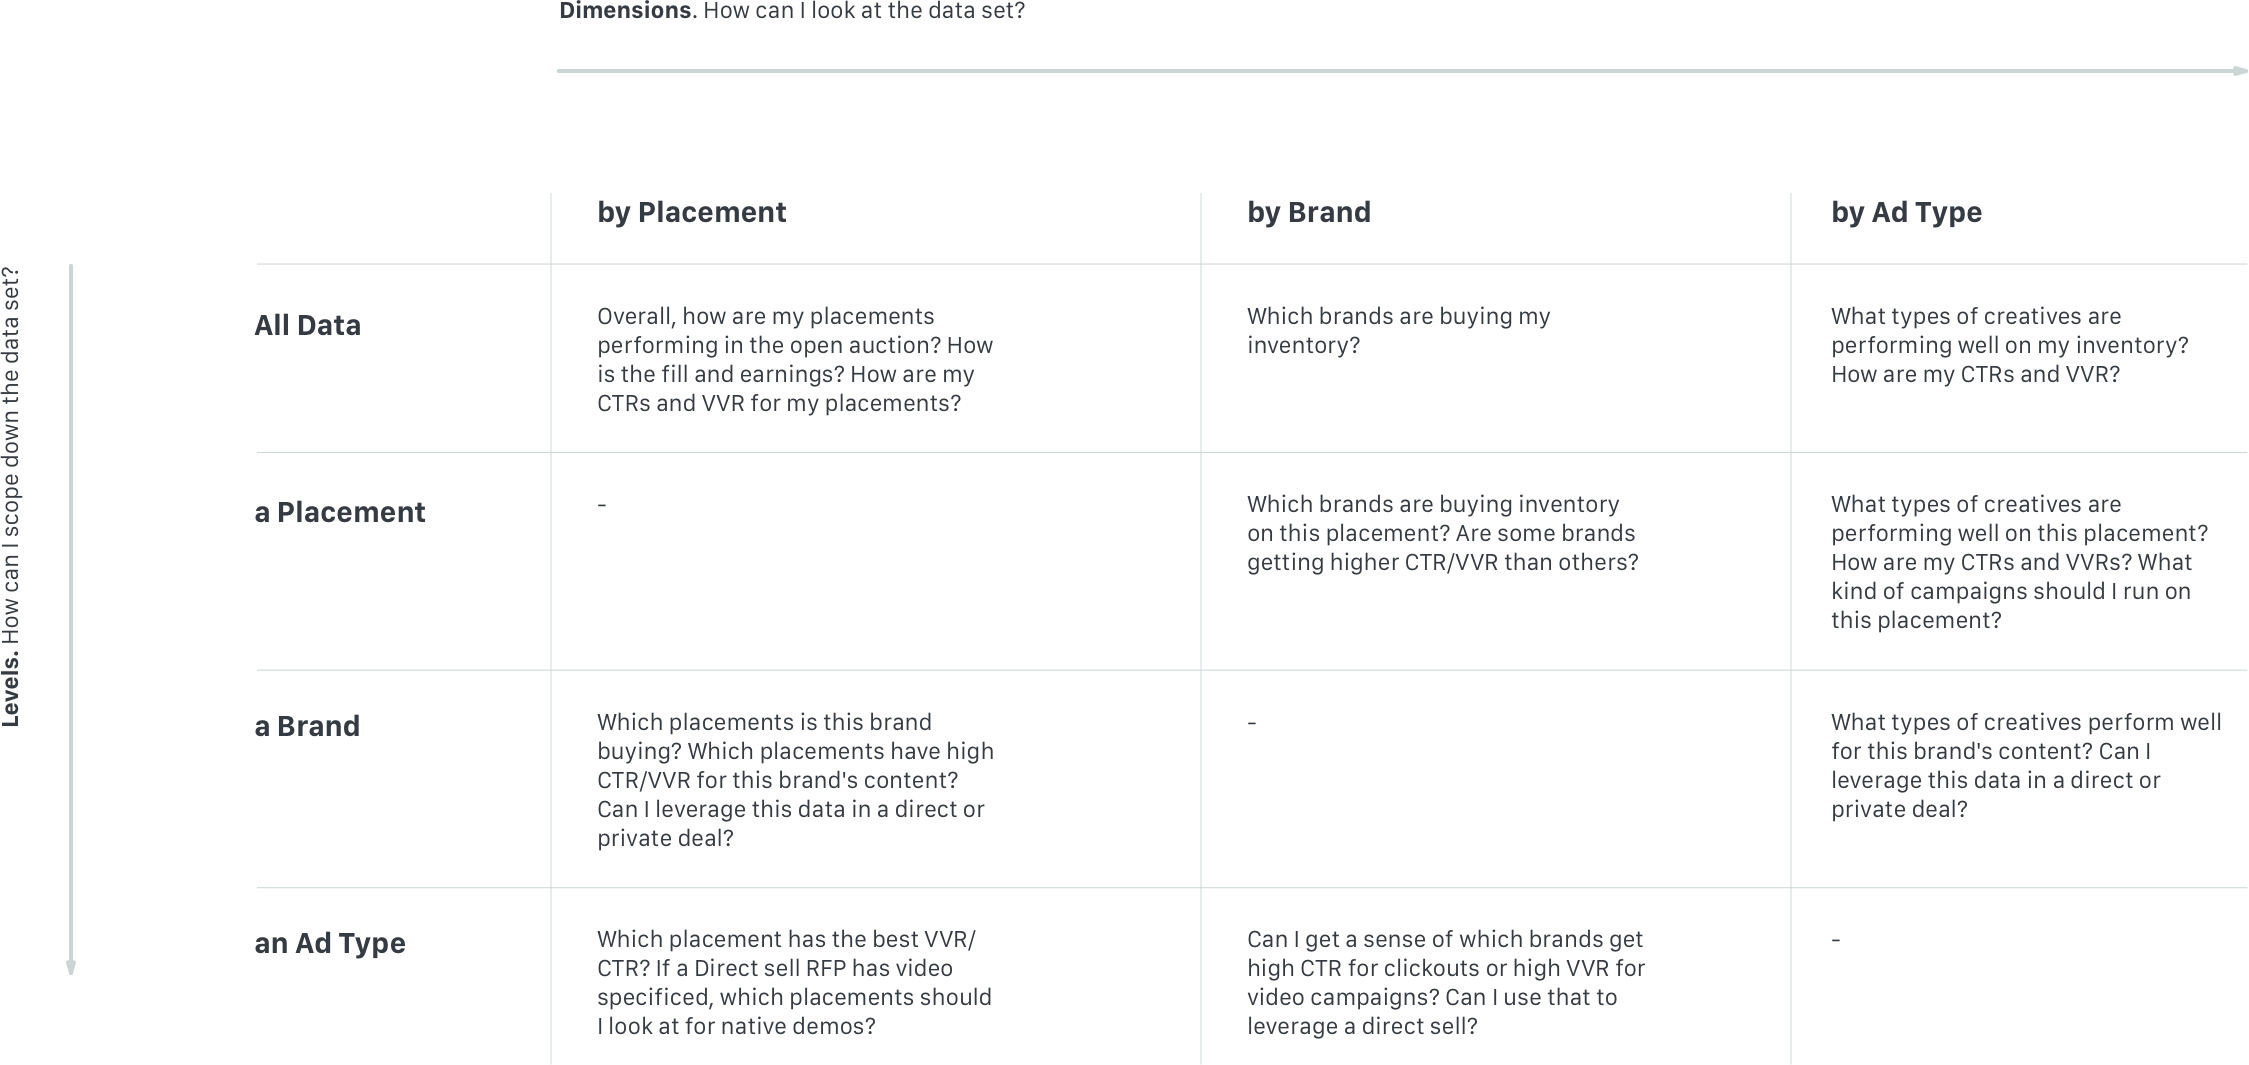 Dimensions. How can I look at the data set?
Levels. How can I scope down the data set?
by Placement
by Brand
by Ad Type
All Data
Overall, how are my placements
performing in the open auction? How
is the fill and earnings? How are my
CTRs and VVR for my placements?
Which brands are buying my
inventory?
What types of creatives are
performing well on my inventory?
How are my CTRs and VVR?
a Placement
-
Which brands are buying inventory
on this placement? Are some brands
getting higher CTR/VVR than others?
What types of creatives are
performing well on this placement?
How are my CTRs and VVRs? What
kind of campaigns should I run on
this placement?
a Brand
Which placements is this brand
buying? Which placements have high
CTR/VVR for this brand's content?
Can I leverage this data in a direct or
private deal?
-
What types of creatives perform well
for this brand's content? Can I
leverage this data in a direct or
private deal?
an Ad Type
Which placement has the best VVR/
CTR? If a Direct sell RFP has video
specificed, which placements should
I look at for native demos?
Can I get a sense of which brands get
high CTR for clickouts or high VVR for
video campaigns? Can I use that to
leverage a direct sell?
-